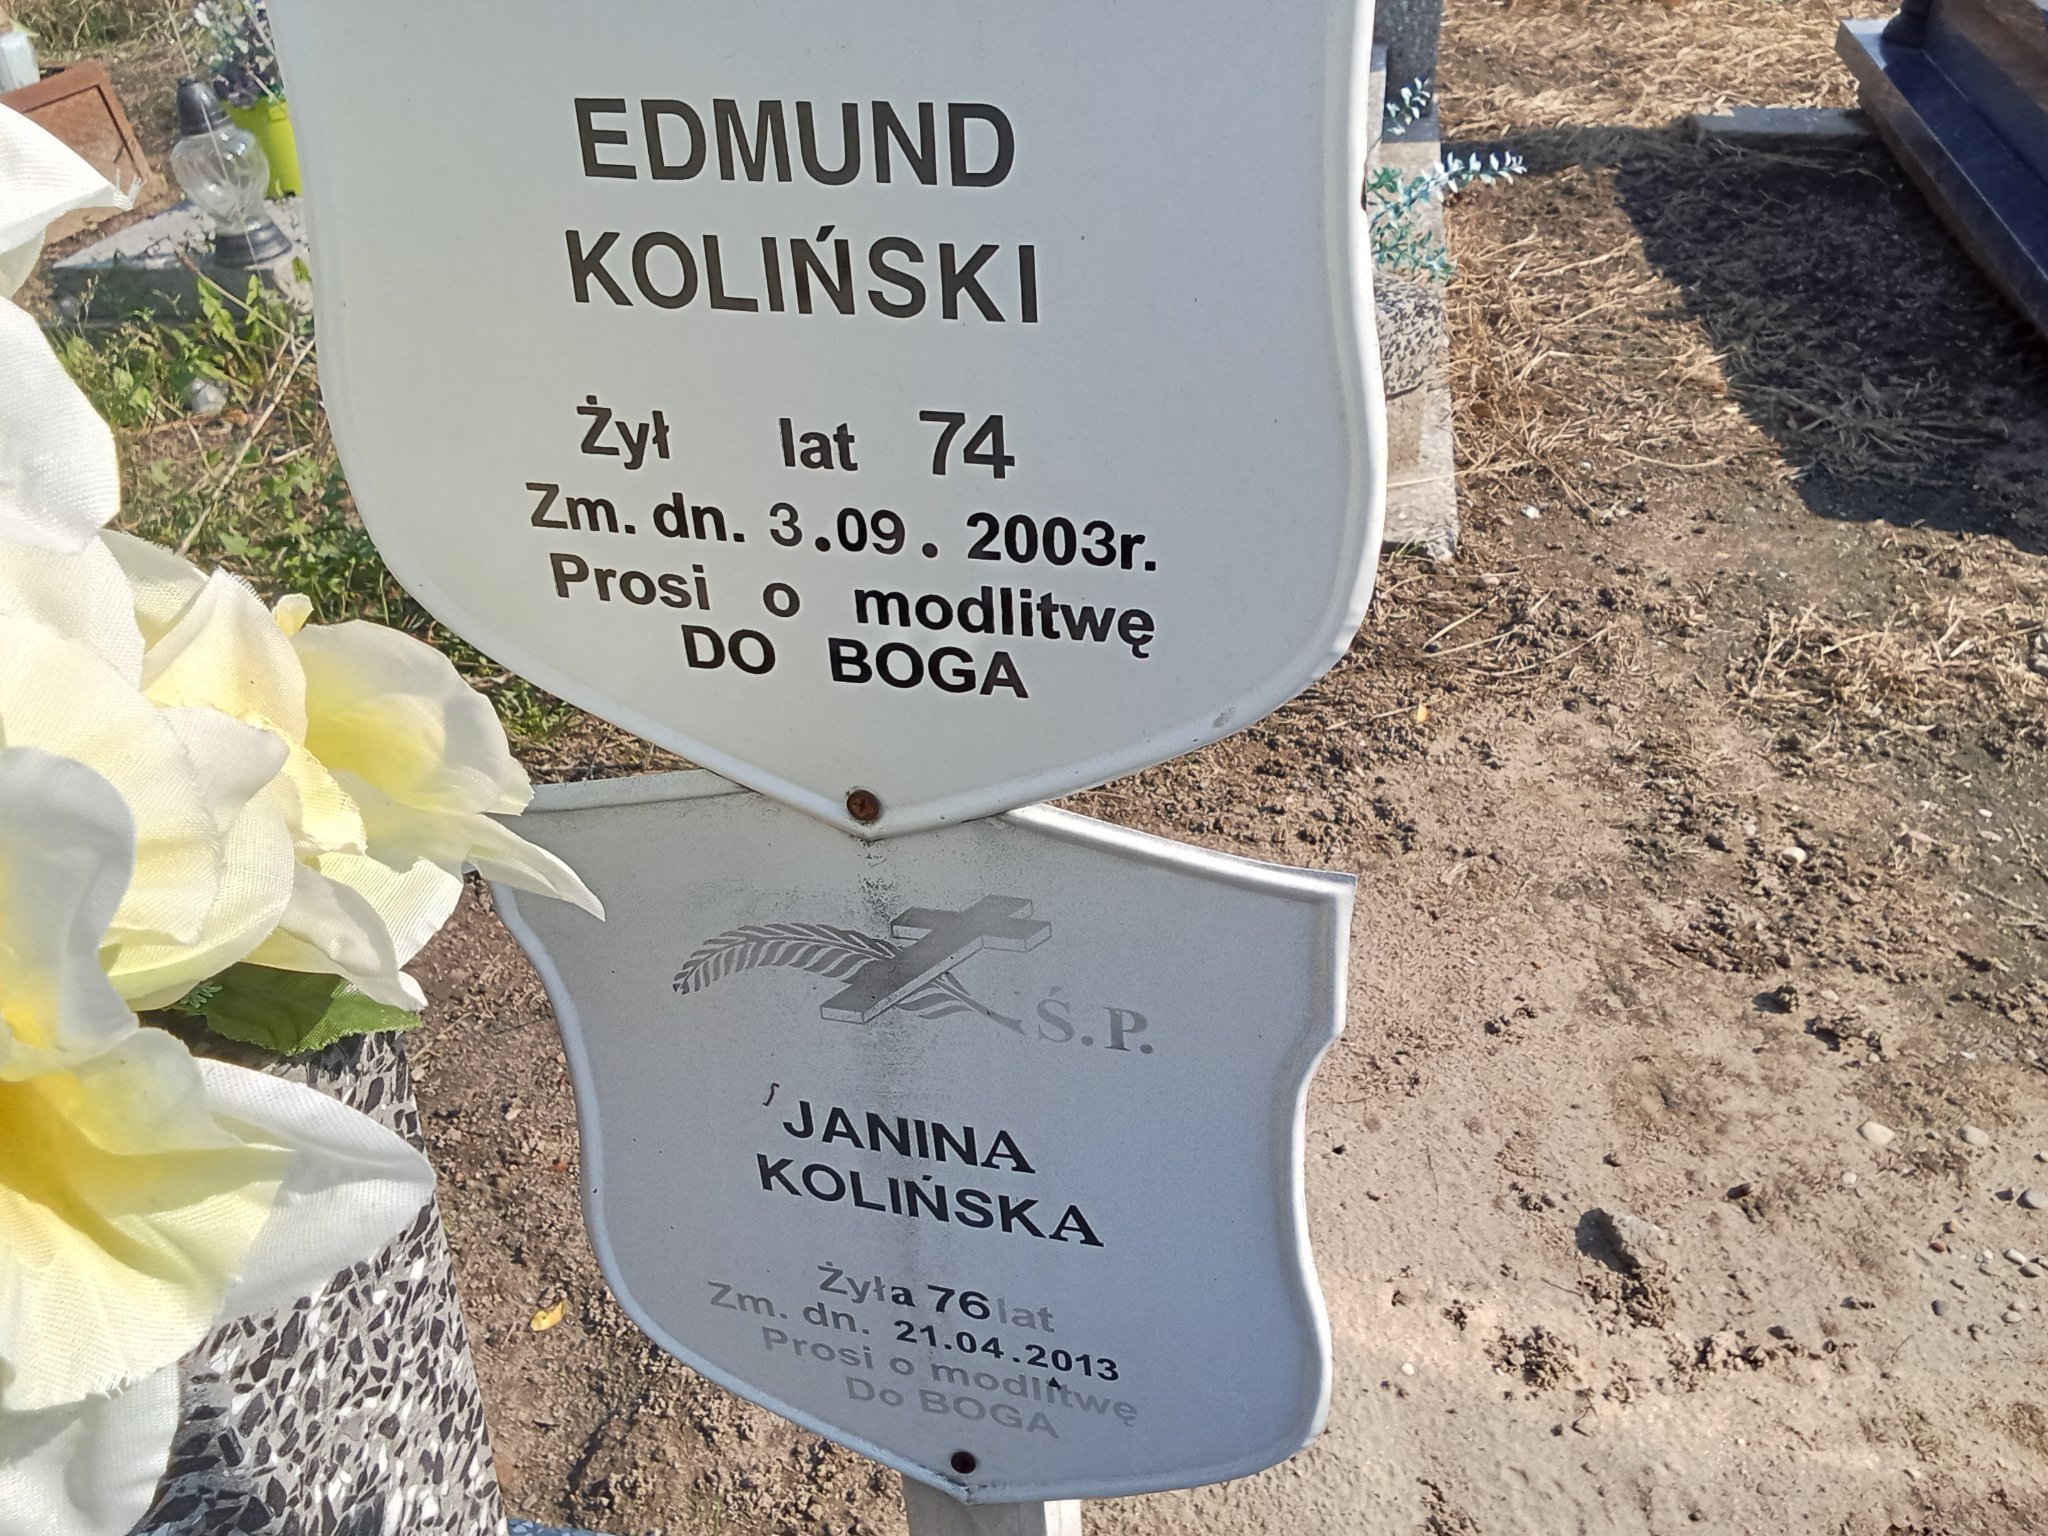 EDMUND
KOLIŃSKI
Żył lat 74
Zm. dn. 3.09. 2003r.
Prosi o modlitwę
DO BOGA
Ś.P.
JANINA
KOLIŃSKA
Żyła 76 lat
Zm. dn. 21.04.2013
Prosi o modlitwę
Do BOGA